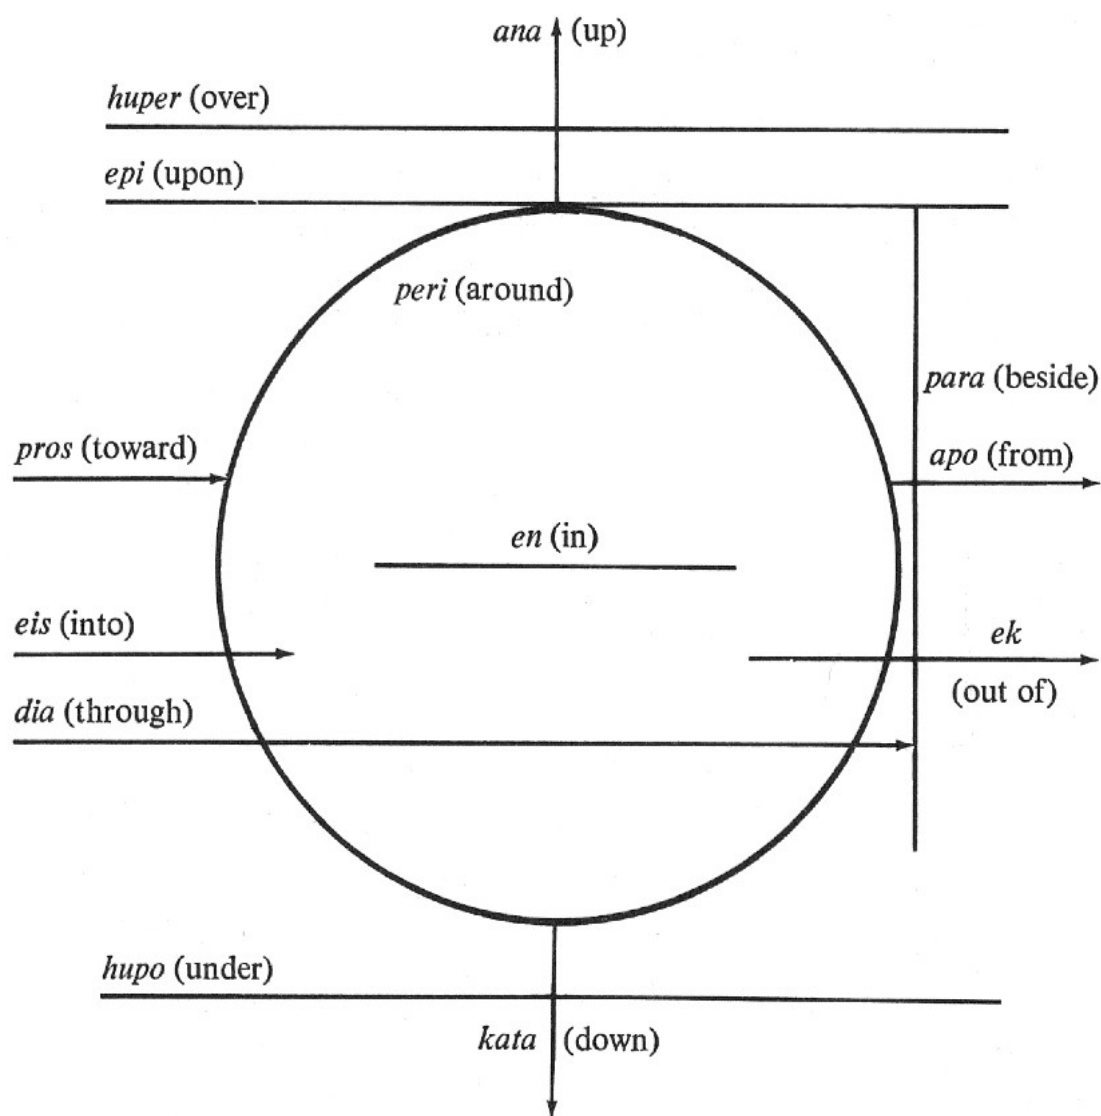 ana (up)
huper (over)
epi (upon)
peri (around)
para (beside)
pros (toward)
apo (from)
en (in)
eis (into)
ek
(out of)
dia (through)
hupo (under)
kata (down)